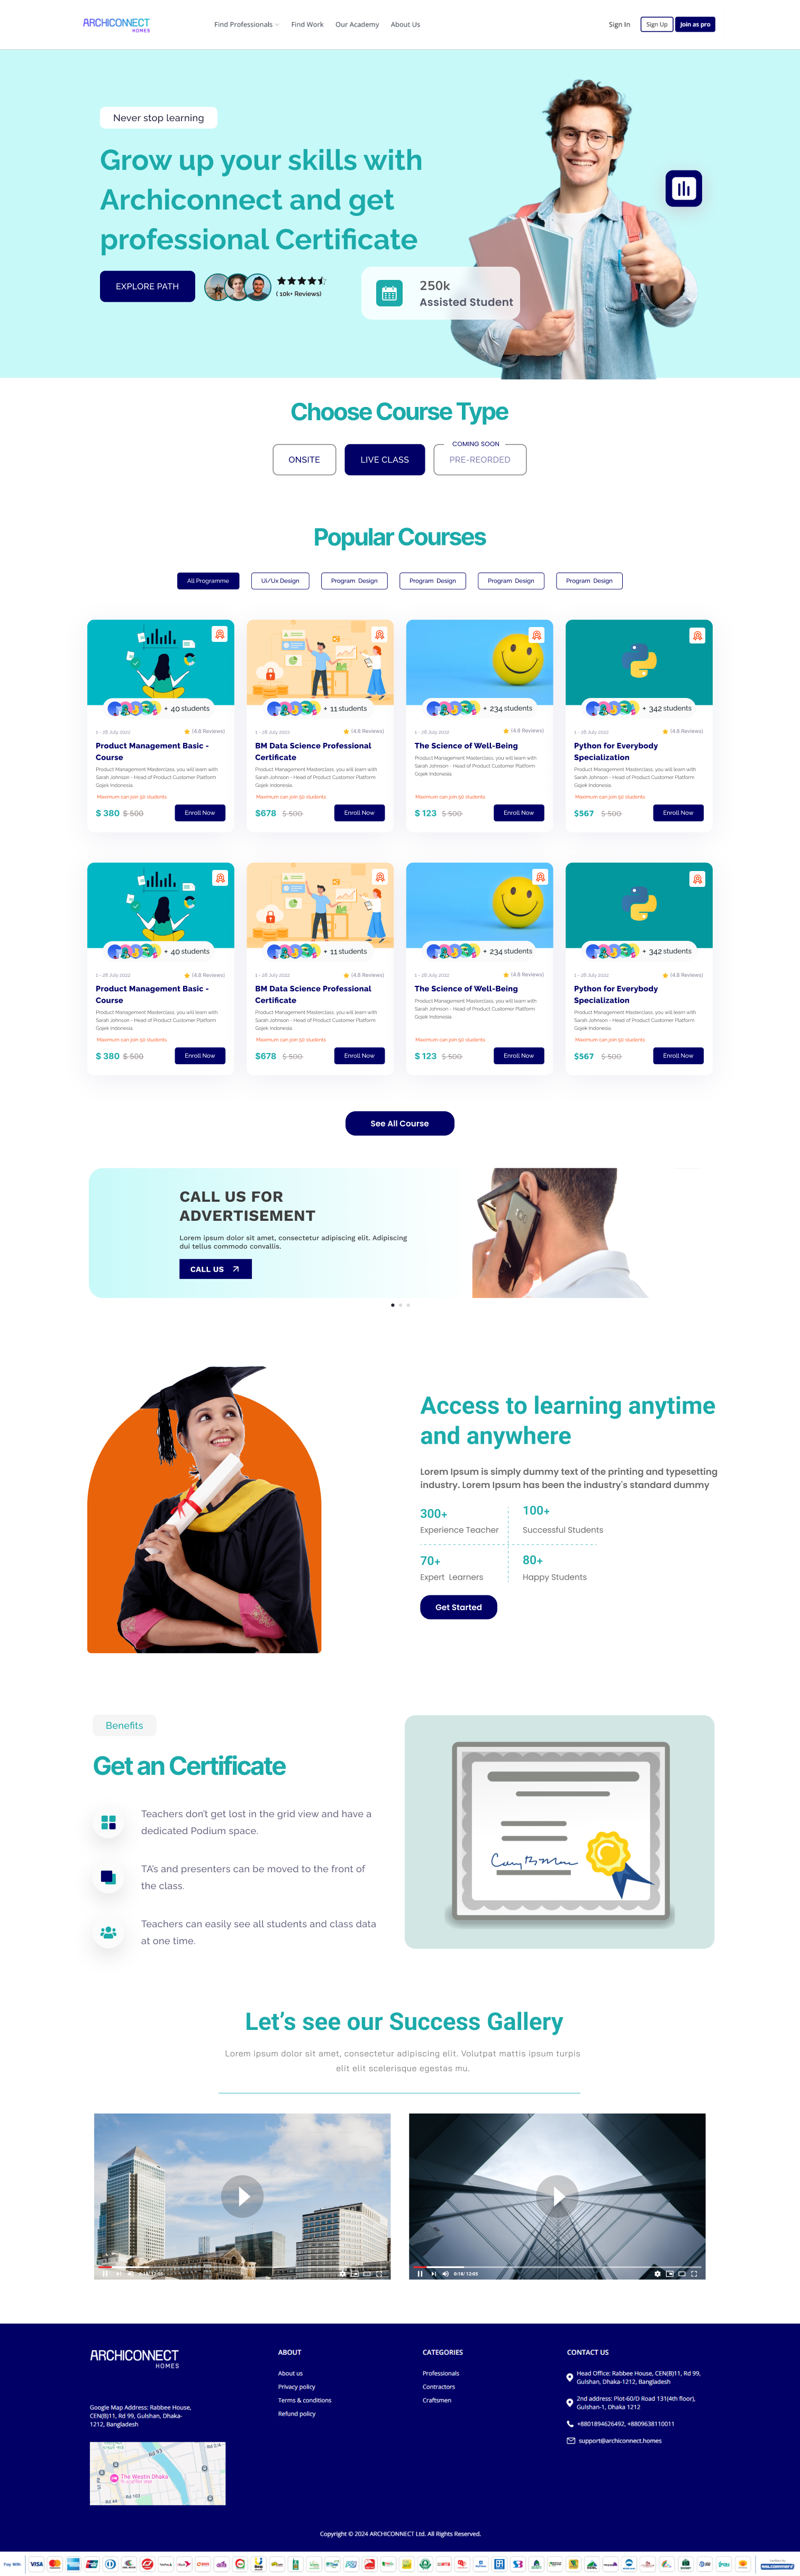 ARCHICONNECT
HOMES
Find Professionals
Find Work
Our Academy
About Us
Sign In
Sign Up
Join as pro
Never stop learning
Grow up your skills with
Archiconnect and get
professional Certificate
EXPLORE PATH
( 10k+ Reviews)
250k
Assisted Student
Choose Course Type
ONSITE
LIVE CLASS
COMING SOON
PRE-REORDED
Popular Courses
All Programme
Ui/Ux Design
Program Design
Program Design
Program Design
Program Design
+ 40 students
1 - 28 July 2022
(4.8 Reviews)
Product Management Basic -
Course
Product Management Masterclass, you will learn with
Sarah Johnson - Head of Product Customer Platform
Gojek Indonesia
Maximum can join 50 students
$ 380 $ 500
Enroll Now
+ 11 students
1 - 28 July 2022
(4.8 Reviews)
BM Data Science Professional
Certificate
Product Management Masterclass, you will learn with
Sarah Johnson - Head of Product Customer Platform
Gojek Indonesia
Maximum can join 50 students
$678 $ 500
Enroll Now
+ 234 students
1 - 28 July 2022
(4.8 Reviews)
The Science of Well-Being
Product Management Masterclass, you will learn with
Sarah Johnson - Head of Product Customer Platform
Gojek Indonesia
Maximum can join 50 students
$ 123 $ 500
Enroll Now
+ 342 students
1 - 28 July 2022
(4.8 Reviews)
Python for Everybody
Specialization
Product Management Masterclass, you will learn with
Sarah Johnson - Head of Product Customer Platform
Gojek Indonesia
Maximum can join 50 students
$567 $ 500
Enroll Now
+ 40 students
1 - 28 July 2022
(4.8 Reviews)
Product Management Basic -
Course
Product Management Masterclass, you will learn with
Sarah Johnson - Head of Product Customer Platform
Gojek Indonesia
Maximum can join 50 students
$ 380 $ 500
Enroll Now
+ 11 students
1 - 28 July 2022
(4.8 Reviews)
BM Data Science Professional
Certificate
Product Management Masterclass, you will learn with
Sarah Johnson - Head of Product Customer Platform
Gojek Indonesia
Maximum can join 50 students
$678 $ 500
Enroll Now
+ 234 students
1 - 28 July 2022
(4.8 Reviews)
The Science of Well-Being
Product Management Masterclass, you will learn with
Sarah Johnson - Head of Product Customer Platform
Gojek Indonesia
Maximum can join 50 students
$ 123 $ 500
Enroll Now
+ 342 students
1 - 28 July 2022
(4.8 Reviews)
Python for Everybody
Specialization
Product Management Masterclass, you will learn with
Sarah Johnson - Head of Product Customer Platform
Gojek Indonesia
Maximum can join 50 students
$567 $ 500
Enroll Now
See All Course
CALL US FOR
ADVERTISEMENT
Lorem ipsum dolor sit amet, consectetur adipiscing elit. Adipiscing
dui tellus commodo convallis.
CALL US
Access to learning anytime
and anywhere
Lorem Ipsum is simply dummy text of the printing and typesetting
industry. Lorem Ipsum has been the industry's standard dummy
300+
Experience Teacher
100+
Successful Students
70+
Expert Learners
80+
Happy Students
Get Started
Benefits
Get an Certificate
Teachers don't get lost in the grid view and have a
dedicated Podium space.
TA's and presenters can be moved to the front of
the class.
Teachers can easily see all students and class data
at one time.
Let's see our Success Gallery
Lorem ipsum dolor sit amet, consectetur adipiscing elit. Volutpat mattis ipsum turpis
elit elit scelerisque egestas mu.
0:18/ 12:05
0:18/ 12:05
ARCHICONNECT
HOMES
Google Map Address: Rabbee House,
CEN(B)11, Rd 99, Gulshan, Dhaka-
1212, Bangladesh
Rd 93
Rd 44
The Westin Dhaka
ABOUT
About us
Privacy policy
Terms & conditions
Refund policy
CATEGORIES
Professionals
Contractors
Craftsmen
CONTACT US
Head Office: Rabbee House, CEN(B)11, Rd 99,
Gulshan, Dhaka-1212, Bangladesh
2nd address: Plot-60/D Road 131(4th floor),
Gulshan-1, Dhaka 1212
+8801894626492, +8809638110011
support@archiconnect.homes
Copyright © 2024 ARCHICONNECT Ltd. All Rights Reserved.
Pay With
VISA